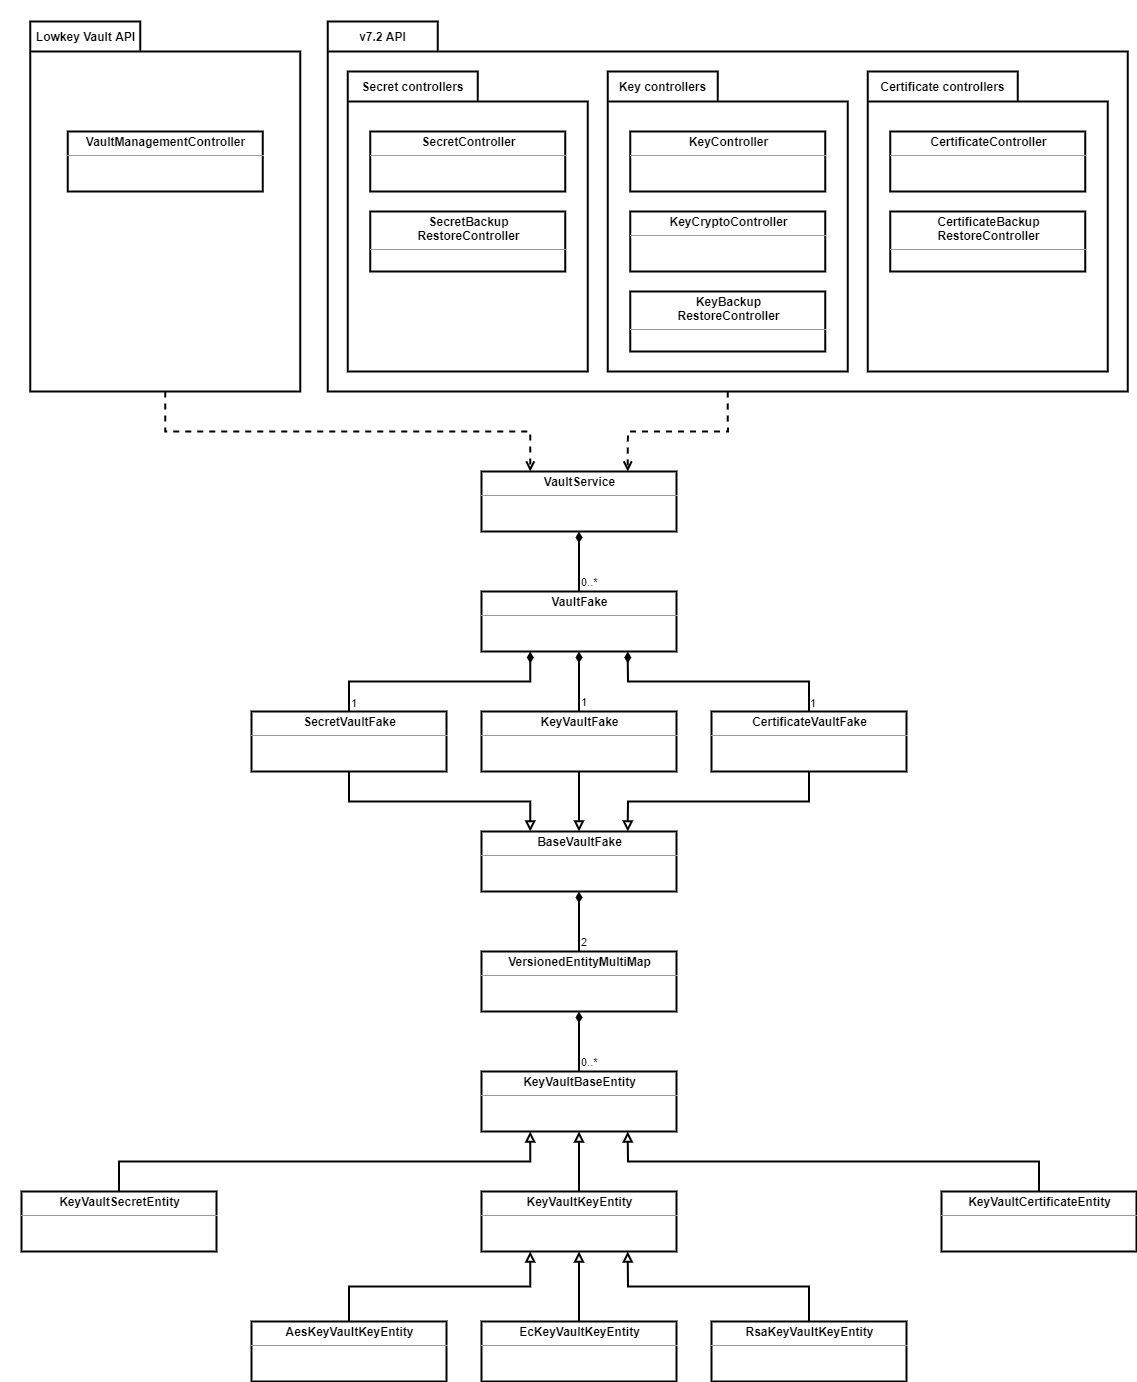 Lowkey Vault API
v7.2 API
Secret controllers
Key controllers
Certificate controllers
VaultManagementController
SecretController
KeyController
CertificateController
SecretBackup
RestoreController
KeyCryptoController
CertificateBackup
RestoreController
KeyBackup
RestoreController
VaultService
0..*
VaultFake
1
1
1
SecretVaultFake
KeyVaultFake
CertificateVaultFake
BaseVaultFake
2
VersionedEntityMultiMap
0..*
KeyVaultBaseEntity
KeyVaultSecretEntity
KeyVaultKeyEntity
KeyVaultCertificateEntity
AesKeyVaultKeyEntity
EcKeyVaultKeyEntity
RsaKeyVaultKeyEntity